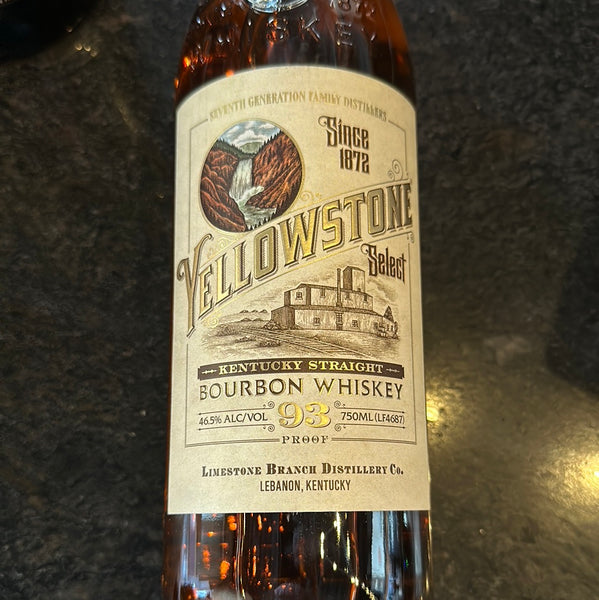 SEVENTH GENERATION FAMILY DISTILLERS
Since
1872
YELLOWSTONE
Select
KENTUCKY STRAIGHT
BOURBON WHISKEY
46.5% ALC/VOL 93 750ML (LF4687)
PROOF
LIMESTONE BRANCH DISTILLERY CO.
LEBANON, KENTUCKY